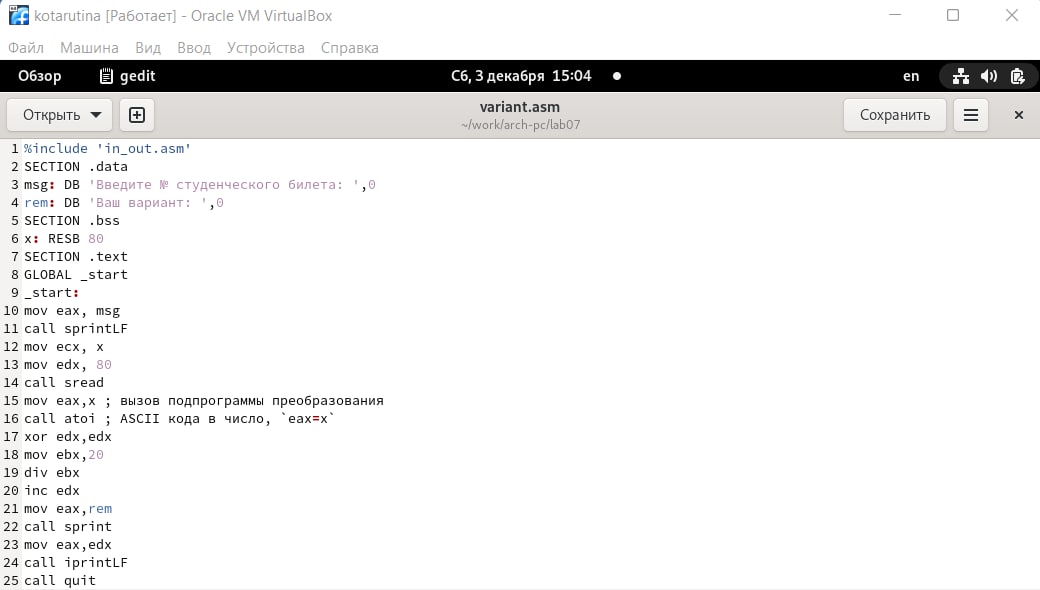 kotarutina [Работает] - Oracle VM VirtualBox
Файл Машина Вид Ввод Устройства Справка
Обзор gedit Сб, 3 декабря 15:04 en
Открыть variant.asm Сохранить
~/work/arch-pc/lab07
1 %include 'in_out.asm'
2 SECTION .data
3 msg: DB 'Введите № студенческого билета: ',0
4 rem: DB 'Ваш вариант: ',0
5 SECTION .bss
6 x: RESB 80
7 SECTION .text
8 GLOBAL _start
9 _start:
10 mov eax, msg
11 call sprintLF
12 mov ecx, x
13 mov edx, 80
14 call sread
15 mov eax,x ; вызов подпрограммы преобразования
16 call atoi ; ASCII кода в число, `eax=x`
17 xor edx,edx
18 mov ebx,20
19 div ebx
20 inc edx
21 mov eax,rem
22 call sprint
23 mov eax,edx
24 call iprintLF
25 call quit